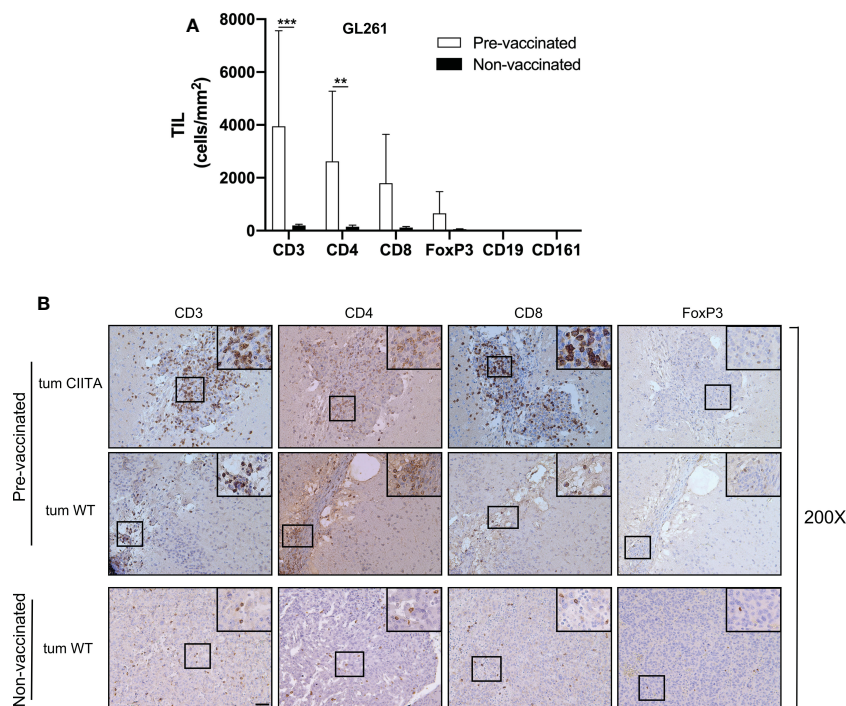 A
GL261
8000
6000
4000
2000
0
TIL
(cells/mm²)
***
**
Pre-vaccinated
Non-vaccinated
CD3 CD4 CD8 FoxP3 CD19 CD161
B
CD3 CD4 CD8 FoxP3
Pre-vaccinated
tum CIITA
tum WT
200X
Non-vaccinated
tum WT